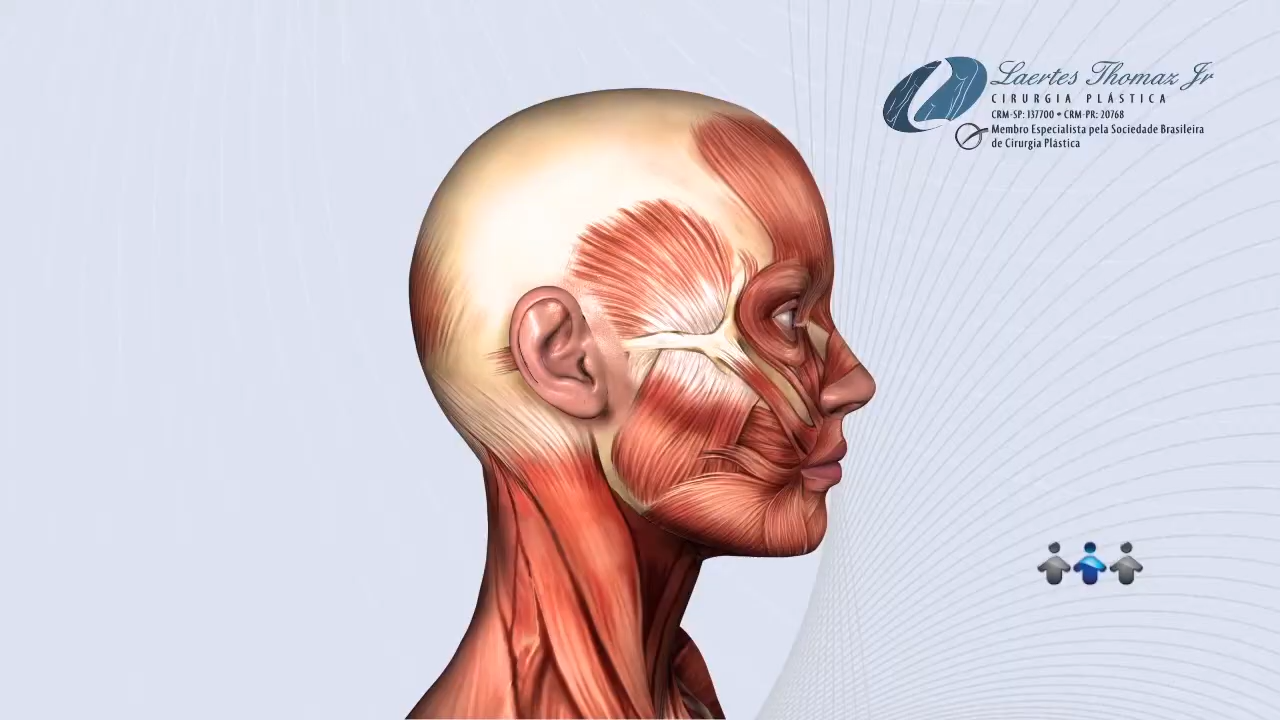 Laertes Thomaz Jr
CIRURGIA PLÁSTICA
CRM-SP: 137700 • CRM-PR: 20768
Membro Especialista pela Sociedade Brasileira
de Cirurgia Plástica